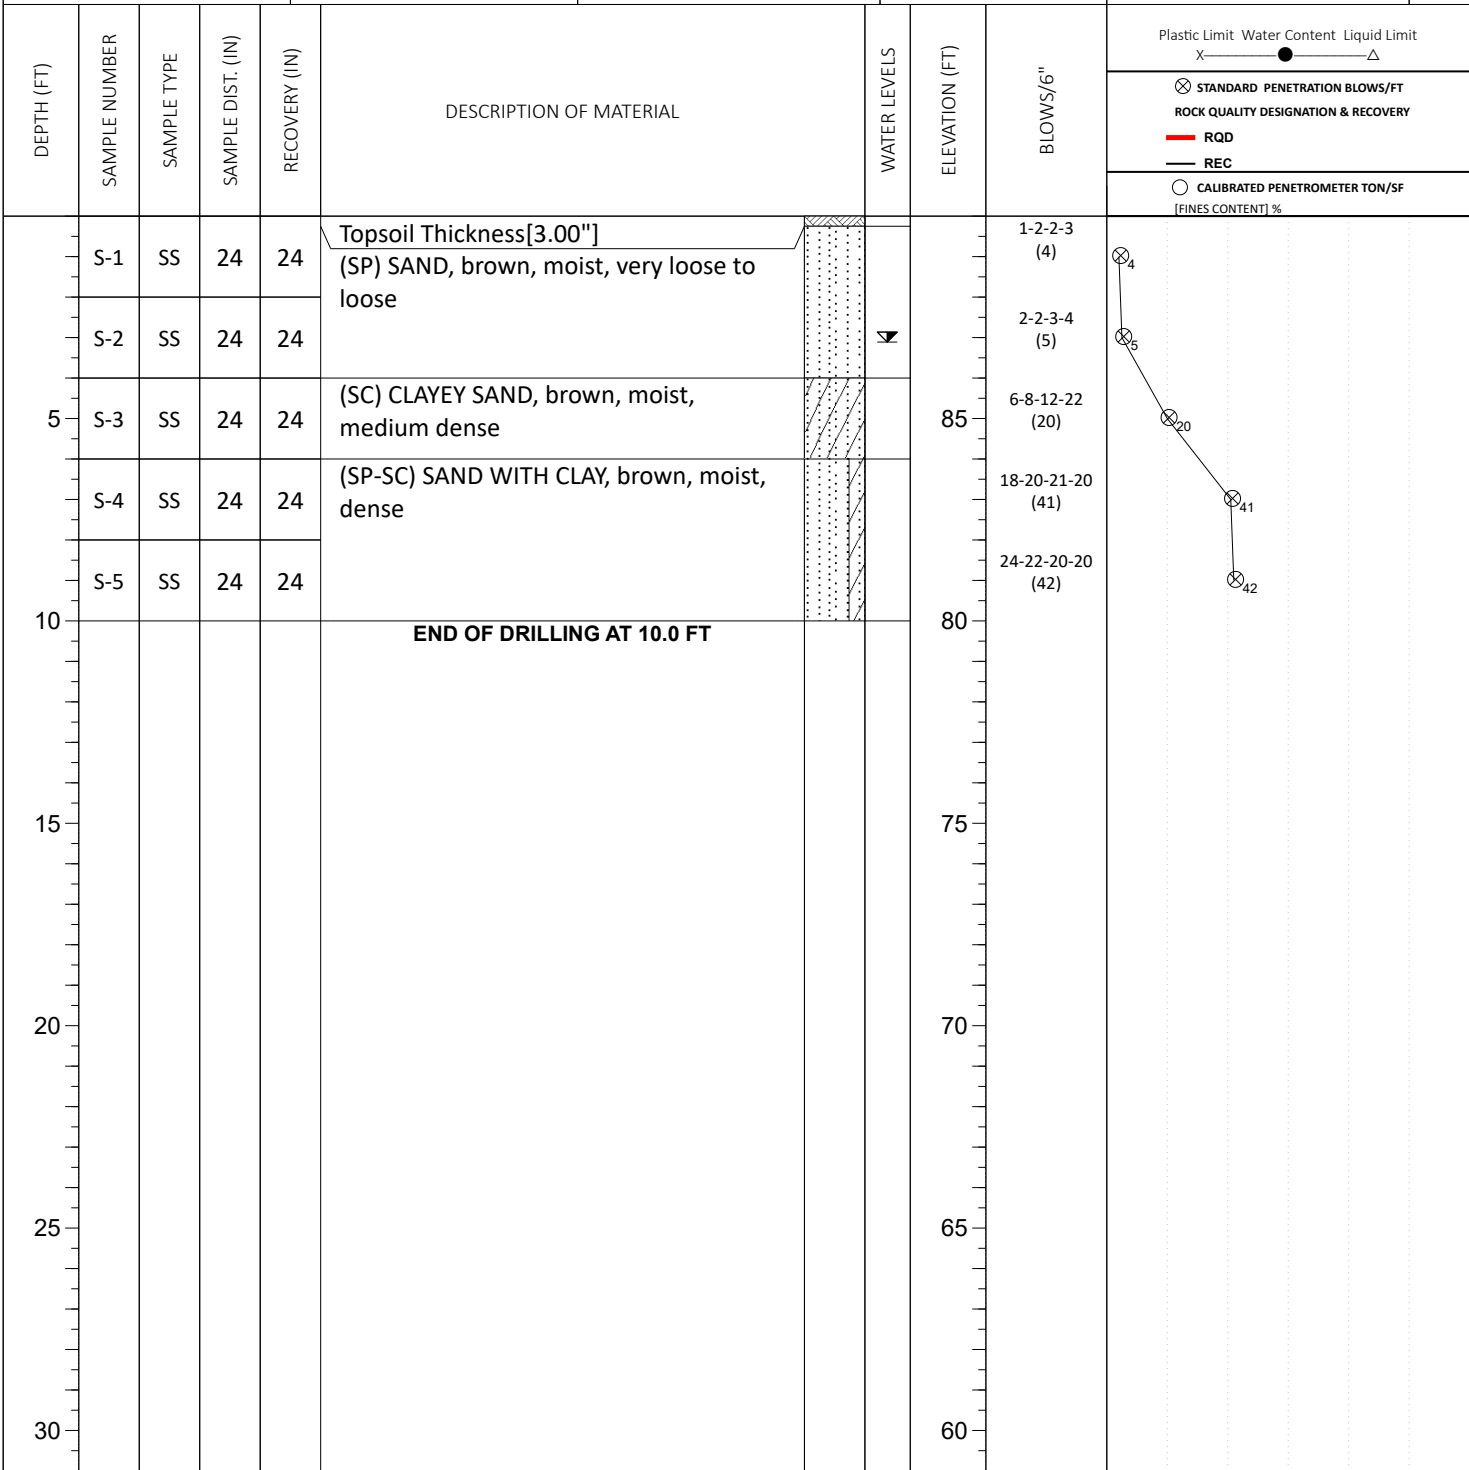 DEPTH (FT)
SAMPLE NUMBER
SAMPLE TYPE
SAMPLE DIST. (IN)
RECOVERY (IN)
DESCRIPTION OF MATERIAL
WATER LEVELS
ELEVATION (FT)
BLOWS/6"
Plastic Limit Water Content Liquid Limit
X
STANDARD PENETRATION BLOWS/FT
ROCK QUALITY DESIGNATION & RECOVERY
RQD
REC
CALIBRATED PENETROMETER TON/SF
[FINES CONTENT] %
Topsoil Thickness[3.00"]
S-1 SS 24 24
(SP) SAND, brown, moist, very loose to
loose
1-2-2-3
(4)
4
S-2 SS 24 24
2-2-3-4
(5)
5
5
S-3 SS 24 24
(SC) CLAYEY SAND, brown, moist,
medium dense
85
6-8-12-22
(20)
20
S-4 SS 24 24
(SP-SC) SAND WITH CLAY, brown, moist,
dense
18-20-21-20
(41)
41
S-5 SS 24 24
24-22-20-20
(42)
42
10
END OF DRILLING AT 10.0 FT
80
15
75
20
70
25
65
30
60